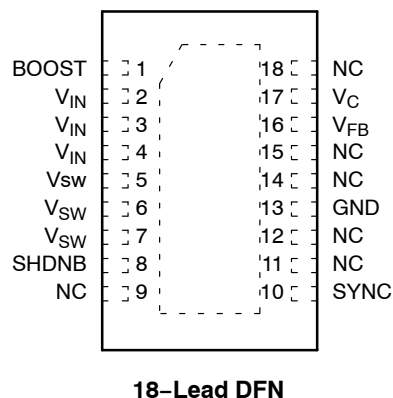 BOOST 1 18 NC
VIN 2 17 VC
VIN 3 16 VFB
VIN 4 15 NC
Vsw 5 14 NC
VSW 6 13 GND
VSW 7 12 NC
SHDNB 8 11 NC
NC 9 10 SYNC
18–Lead DFN